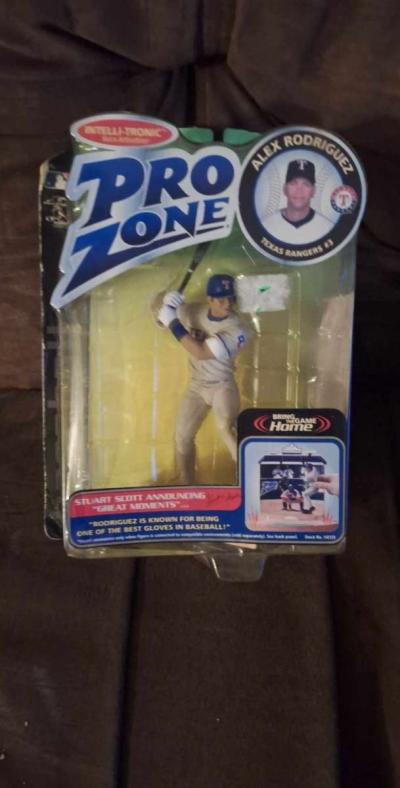 INTELLI-TRONIC
PRO
ZONE
ALEX RODRIGUEZ
T
T
TEXAS RANGERS #3
BRING THE GAME
Home
STUART SCOTT ANNOUNCING
"GREAT MOMENTS"...
"RODRIGUEZ IS KNOWN FOR BEING
ONE OF THE BEST GLOVES IN BASEBALL!"